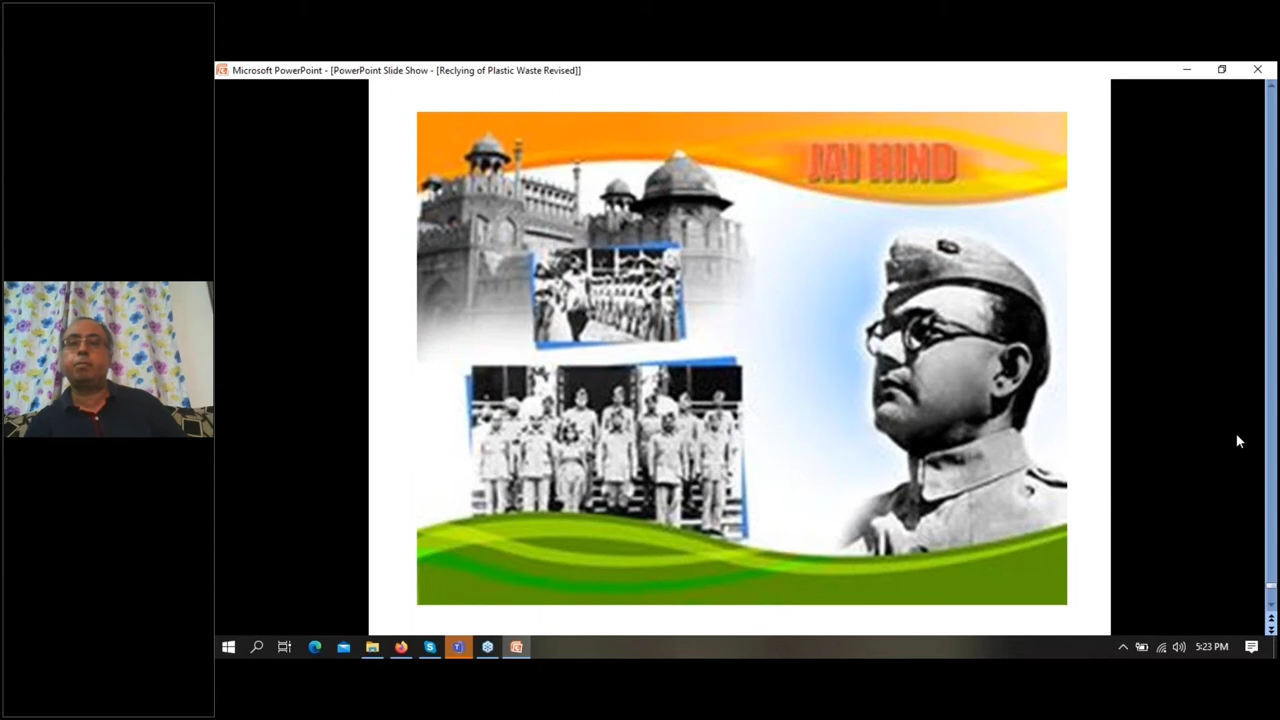 Microsoft PowerPoint - [PowerPoint Slide Show - [Reclying of Plastic Waste Revised]]
JAI HIND
5:23 PM